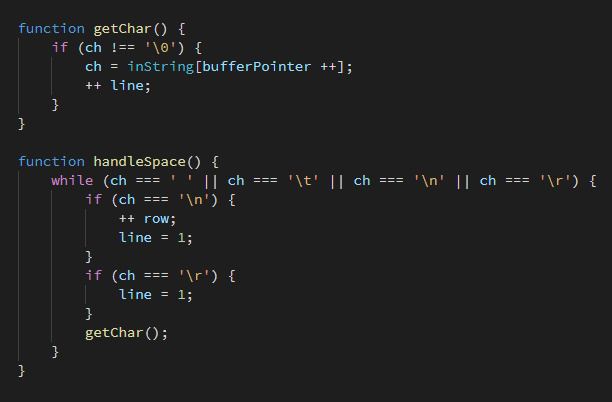 function getChar() {
    if (ch !== '\0') {
        ch = inString[bufferPointer ++];
        ++ line;
    }
}

function handleSpace() {
    while (ch === ' ' || ch === '\t' || ch === '\n' || ch === '\r') {
        if (ch === '\n') {
            ++ row;
            line = 1;
        }
        if (ch === '\r') {
            line = 1;
        }
        getChar();
    }
}